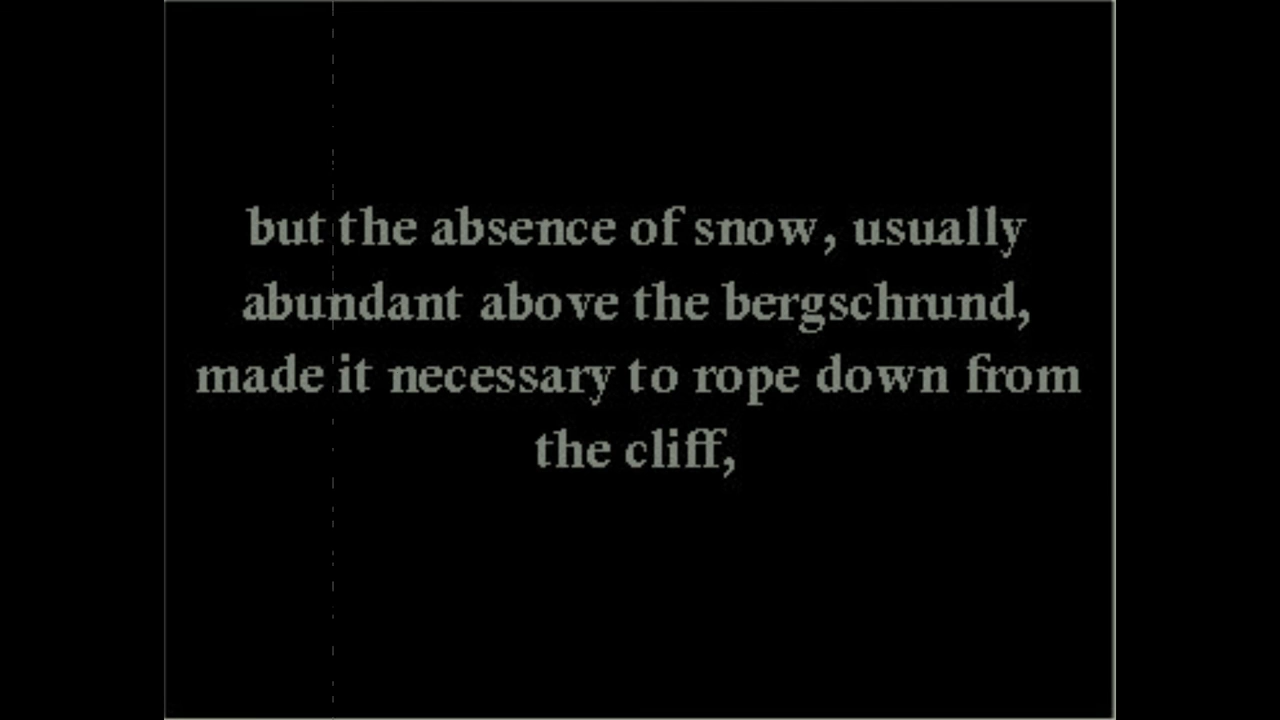 but the absence of snow, usually
abundant above the bergschrund,
made it necessary to rope down from
the cliff,